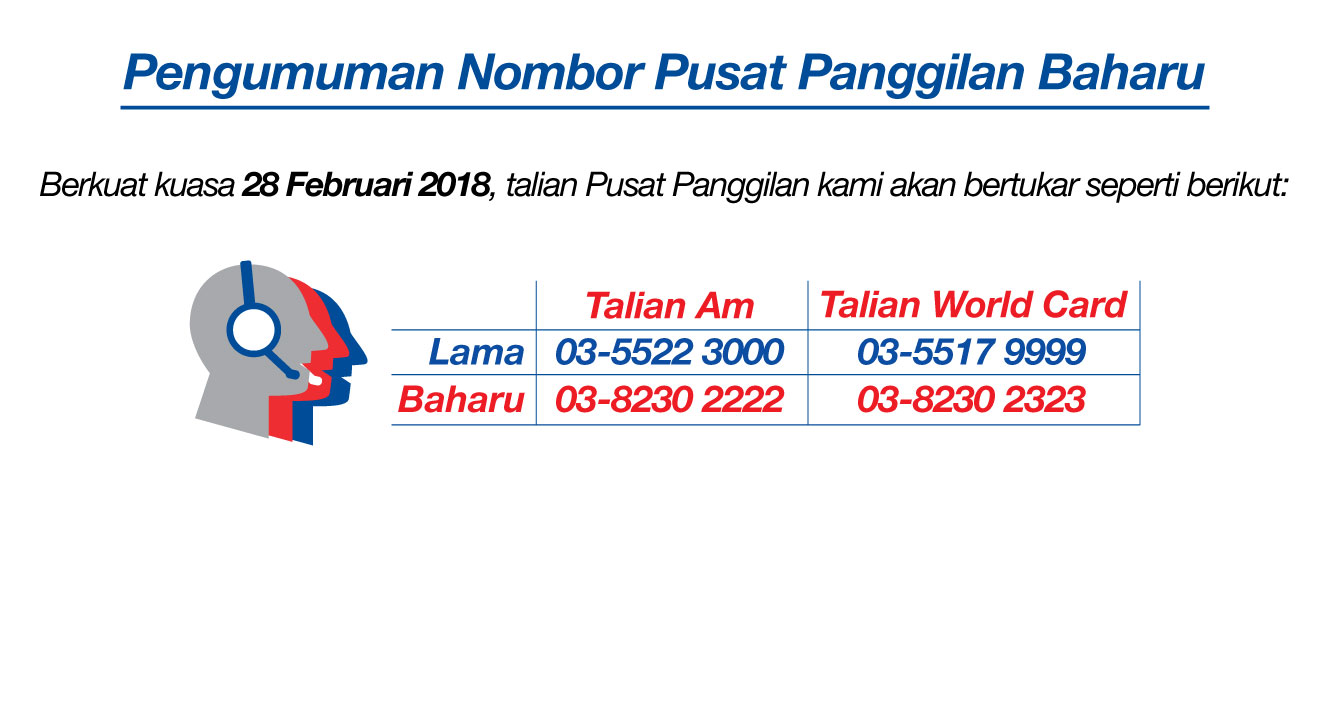 Pengumuman Nombor Pusat Panggilan Baharu
Berkuat kuasa 28 Februari 2018, talian Pusat Panggilan kami akan bertukar seperti berikut:
Talian Am Talian World Card
Lama 03-5522 3000 03-5517 9999
Baharu 03-8230 2222 03-8230 2323